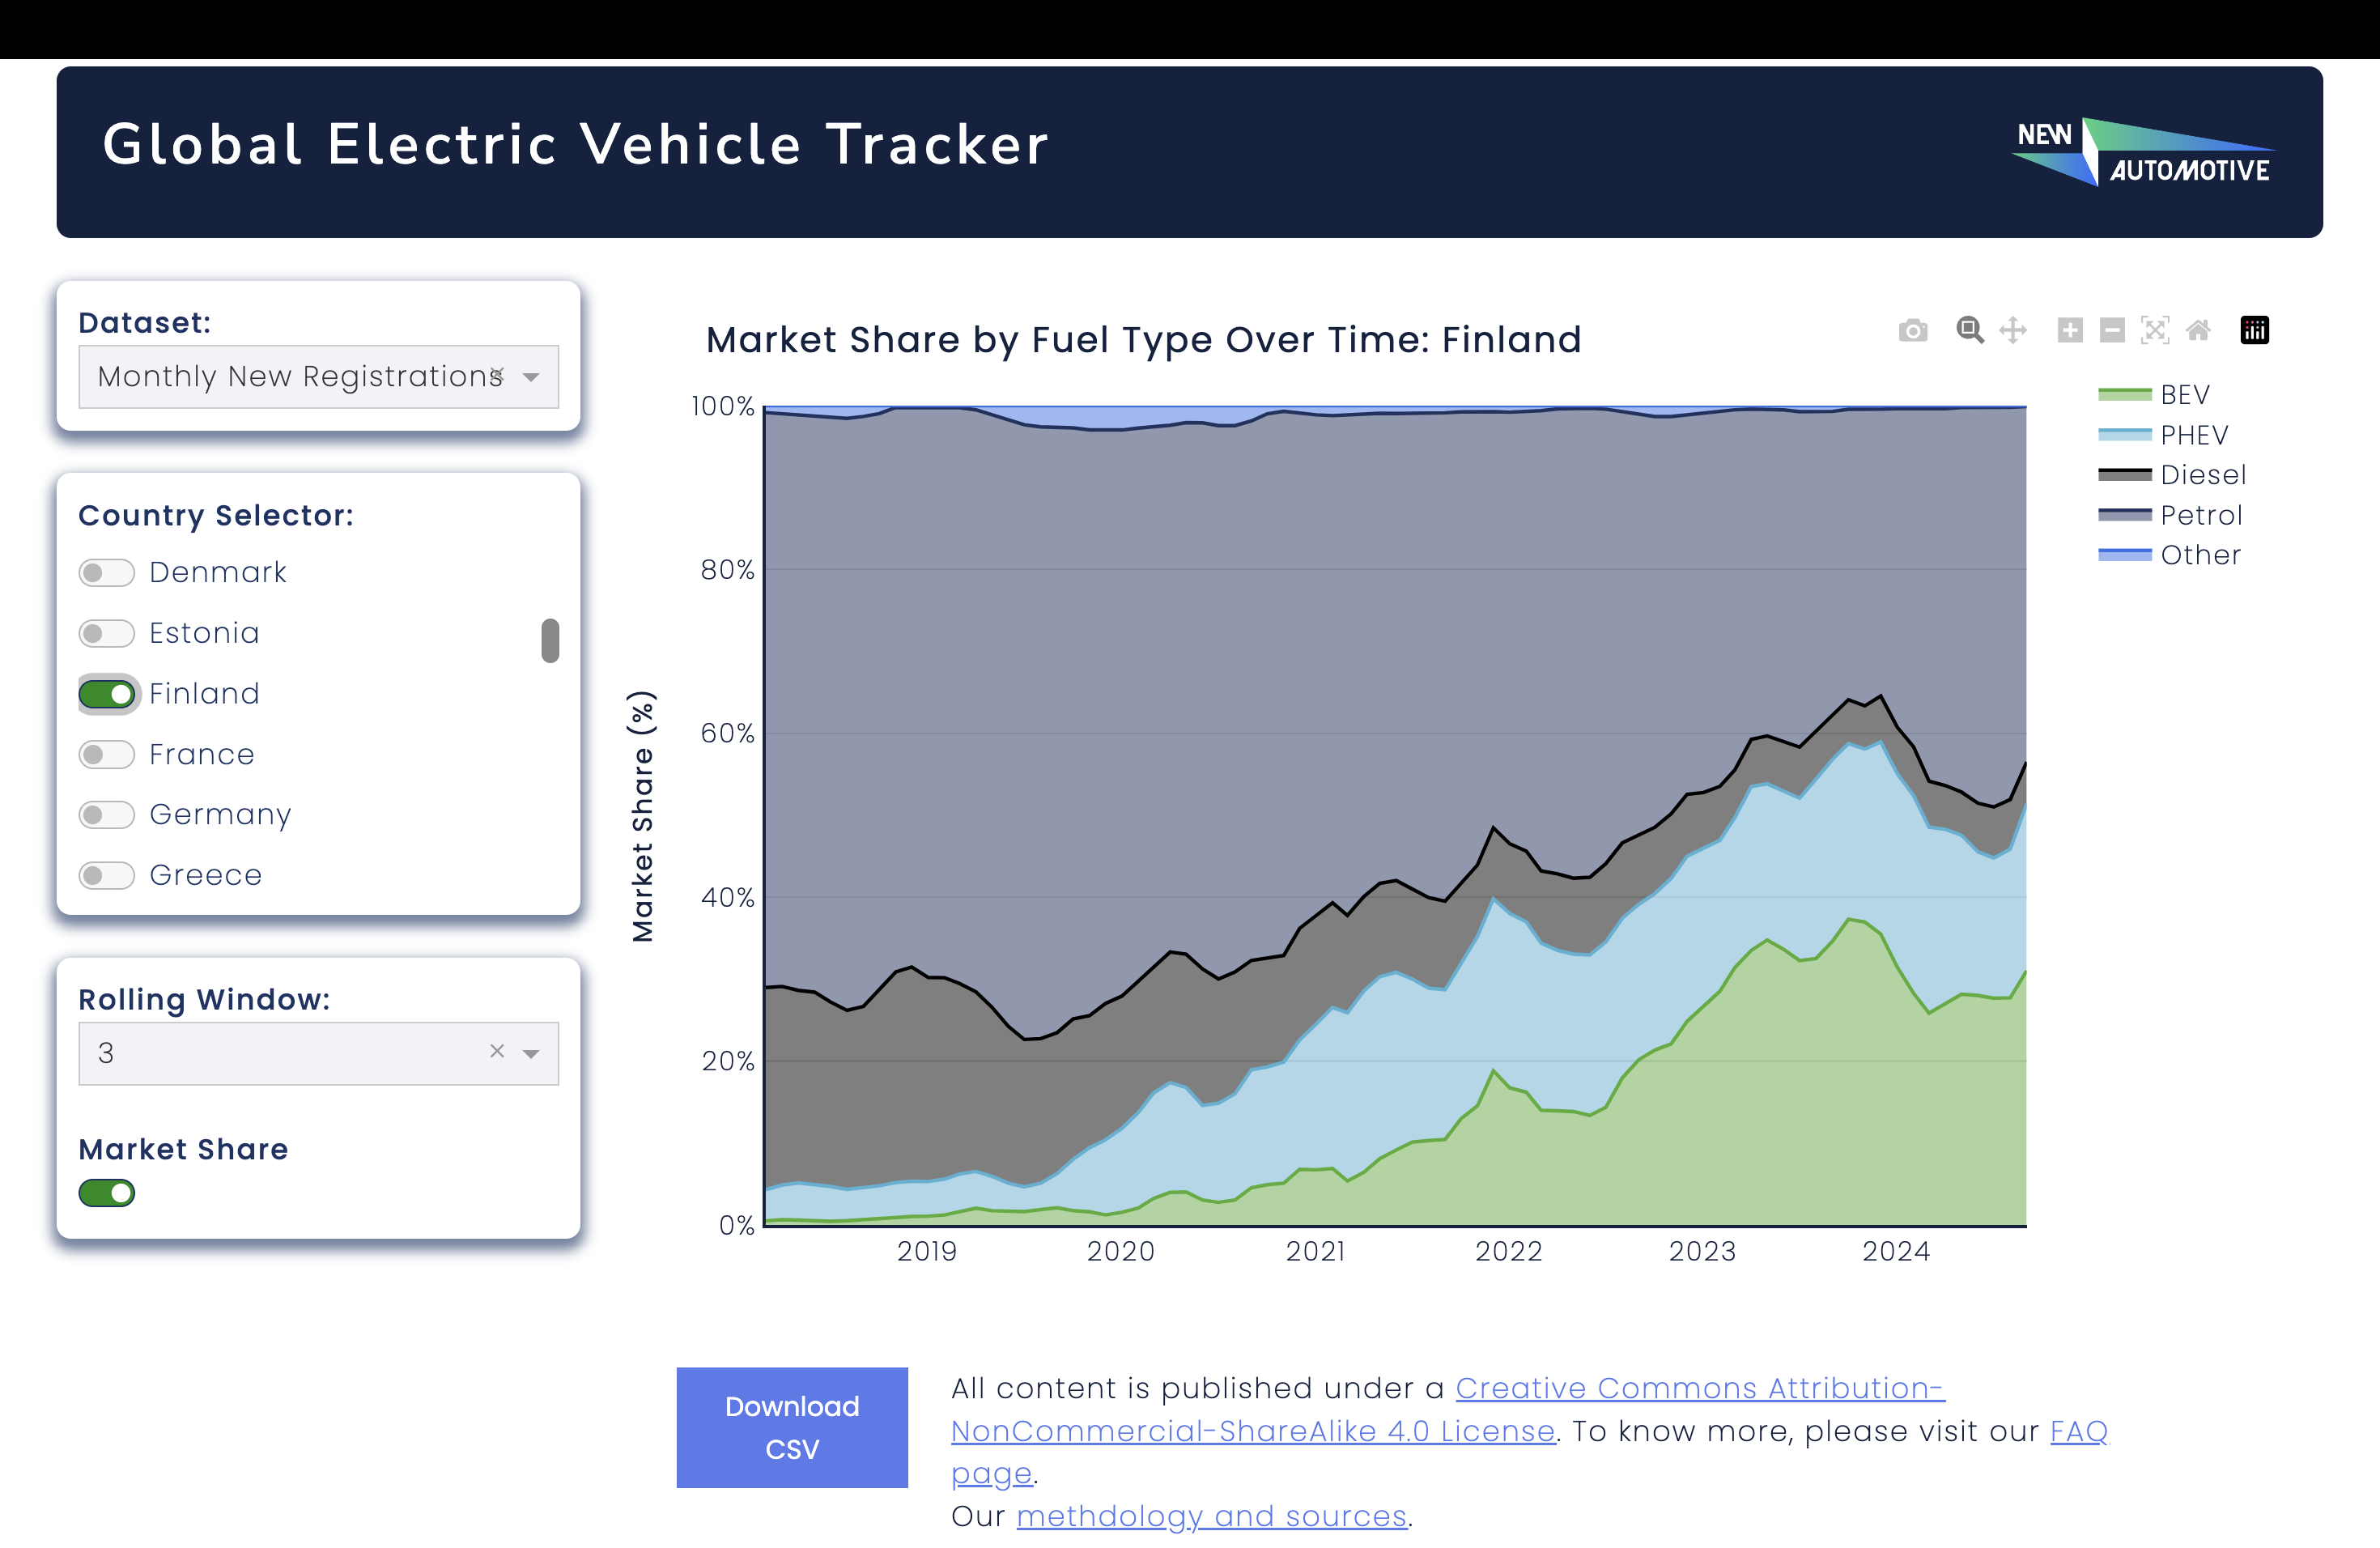 Global Electric Vehicle Tracker
NEW
AUTOMOTIVE
Dataset:
Monthly New Registrations
Country Selector:
Denmark
Estonia
Finland
France
Germany
Greece
Rolling Window:
3
Market Share
Market Share by Fuel Type Over Time: Finland
Market Share (%)
100%
80%
60%
40%
20%
0%
2019
2020
2021
2022
2023
2024
BEV
PHEV
Diesel
Petrol
Other
Download
CSV
All content is published under a Creative Commons Attribution-
NonCommercial-ShareAlike 4.0 License. To know more, please visit our FAQ
page.
Our methdology and sources.